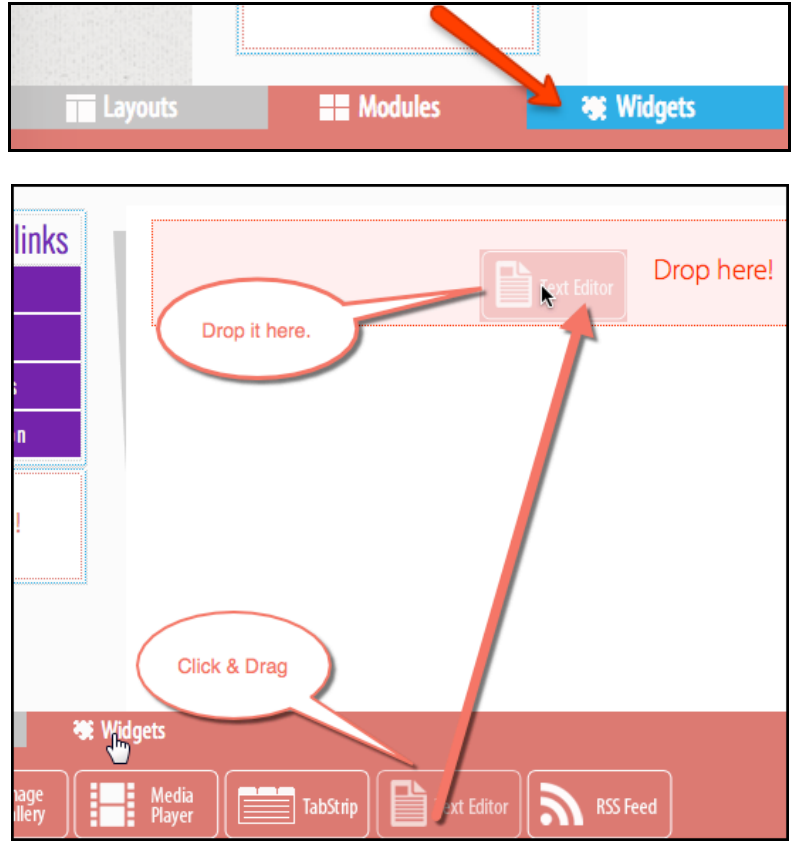 Layouts Modules Widgets
links
Drop here!
Text Editor
Drop it here.
s
on
!
Click & Drag
Widgets
Media
Player
TabStrip
Text Editor
RSS Feed